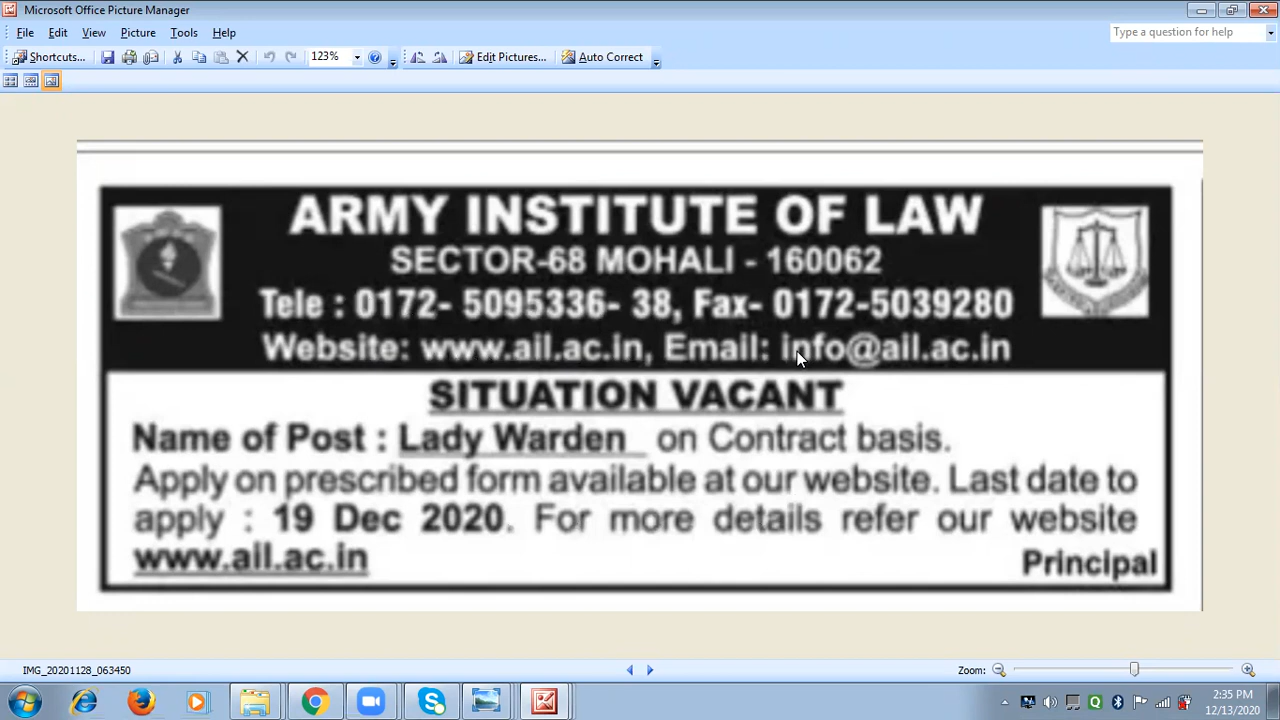 Microsoft Office Picture Manager
File Edit View Picture Tools Help
Type a question for help
Shortcuts... 123% Edit Pictures... Auto Correct
ARMY INSTITUTE OF LAW
SECTOR-68 MOHALI - 160062
Tele : 0172- 5095336- 38, Fax- 0172-5039280
Website: www.ail.ac.in, Email: info@ail.ac.in
SITUATION VACANT
Name of Post : Lady Warden on Contract basis.
Apply on prescribed form available at our website. Last date to
apply : 19 Dec 2020. For more details refer our website
www.ail.ac.in Principal
IMG_20201128_063450 Zoom:
2:35 PM
12/13/2020